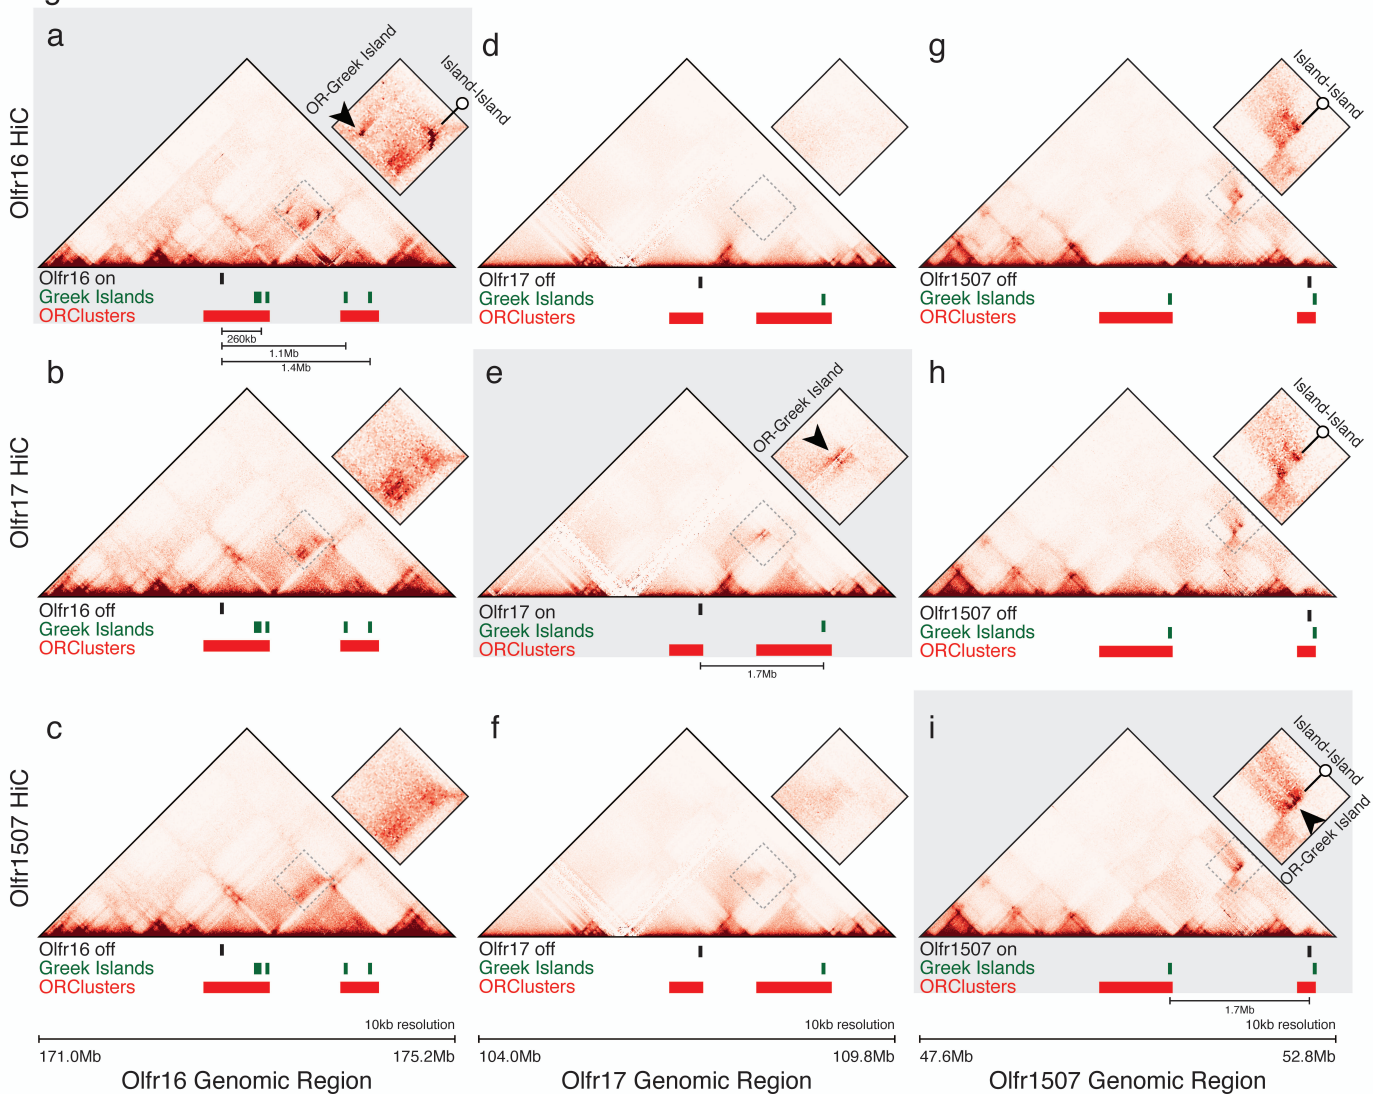 a
OR-Greek Island
Island-Island
Olfr16 HiC
Olfr16 on
Greek Islands
ORClusters
260kb
1.1Mb
1.4Mb
d
Olfr17 off
Greek Islands
ORClusters
g
Island-Island
Olfr1507 off
Greek Islands
ORClusters
b
Olfr17 HiC
Olfr16 off
Greek Islands
ORClusters
e
OR-Greek Island
Olfr17 on
Greek Islands
ORClusters
1.7Mb
h
Island-Island
Olfr1507 off
Greek Islands
ORClusters
c
Olfr1507 HiC
Olfr16 off
Greek Islands
ORClusters
10kb resolution
171.0Mb 175.2Mb
Olfr16 Genomic Region
f
Olfr17 off
Greek Islands
ORClusters
10kb resolution
104.0Mb 109.8Mb
Olfr17 Genomic Region
i
Island-Island
OR-Greek Island
Olfr1507 on
Greek Islands
ORClusters
1.7Mb
10kb resolution
47.6Mb 52.8Mb
Olfr1507 Genomic Region